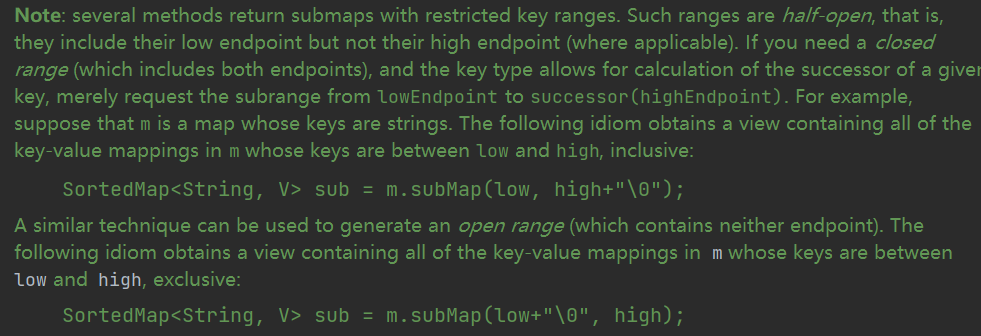 Note: several methods return submaps with restricted key ranges. Such ranges are half-open, that is,
they include their low endpoint but not their high endpoint (where applicable). If you need a closed
range (which includes both endpoints), and the key type allows for calculation of the successor of a given
key, merely request the subrange from lowEndpoint to successor(highEndpoint). For example,
suppose that m is a map whose keys are strings. The following idiom obtains a view containing all of the
key-value mappings in m whose keys are between low and high, inclusive:
SortedMap<String, V> sub = m.subMap(low, high+"\0");
A similar technique can be used to generate an open range (which contains neither endpoint). The
following idiom obtains a view containing all of the key-value mappings in m whose keys are between
low and high, exclusive:
SortedMap<String, V> sub = m.subMap(low+"\0", high);